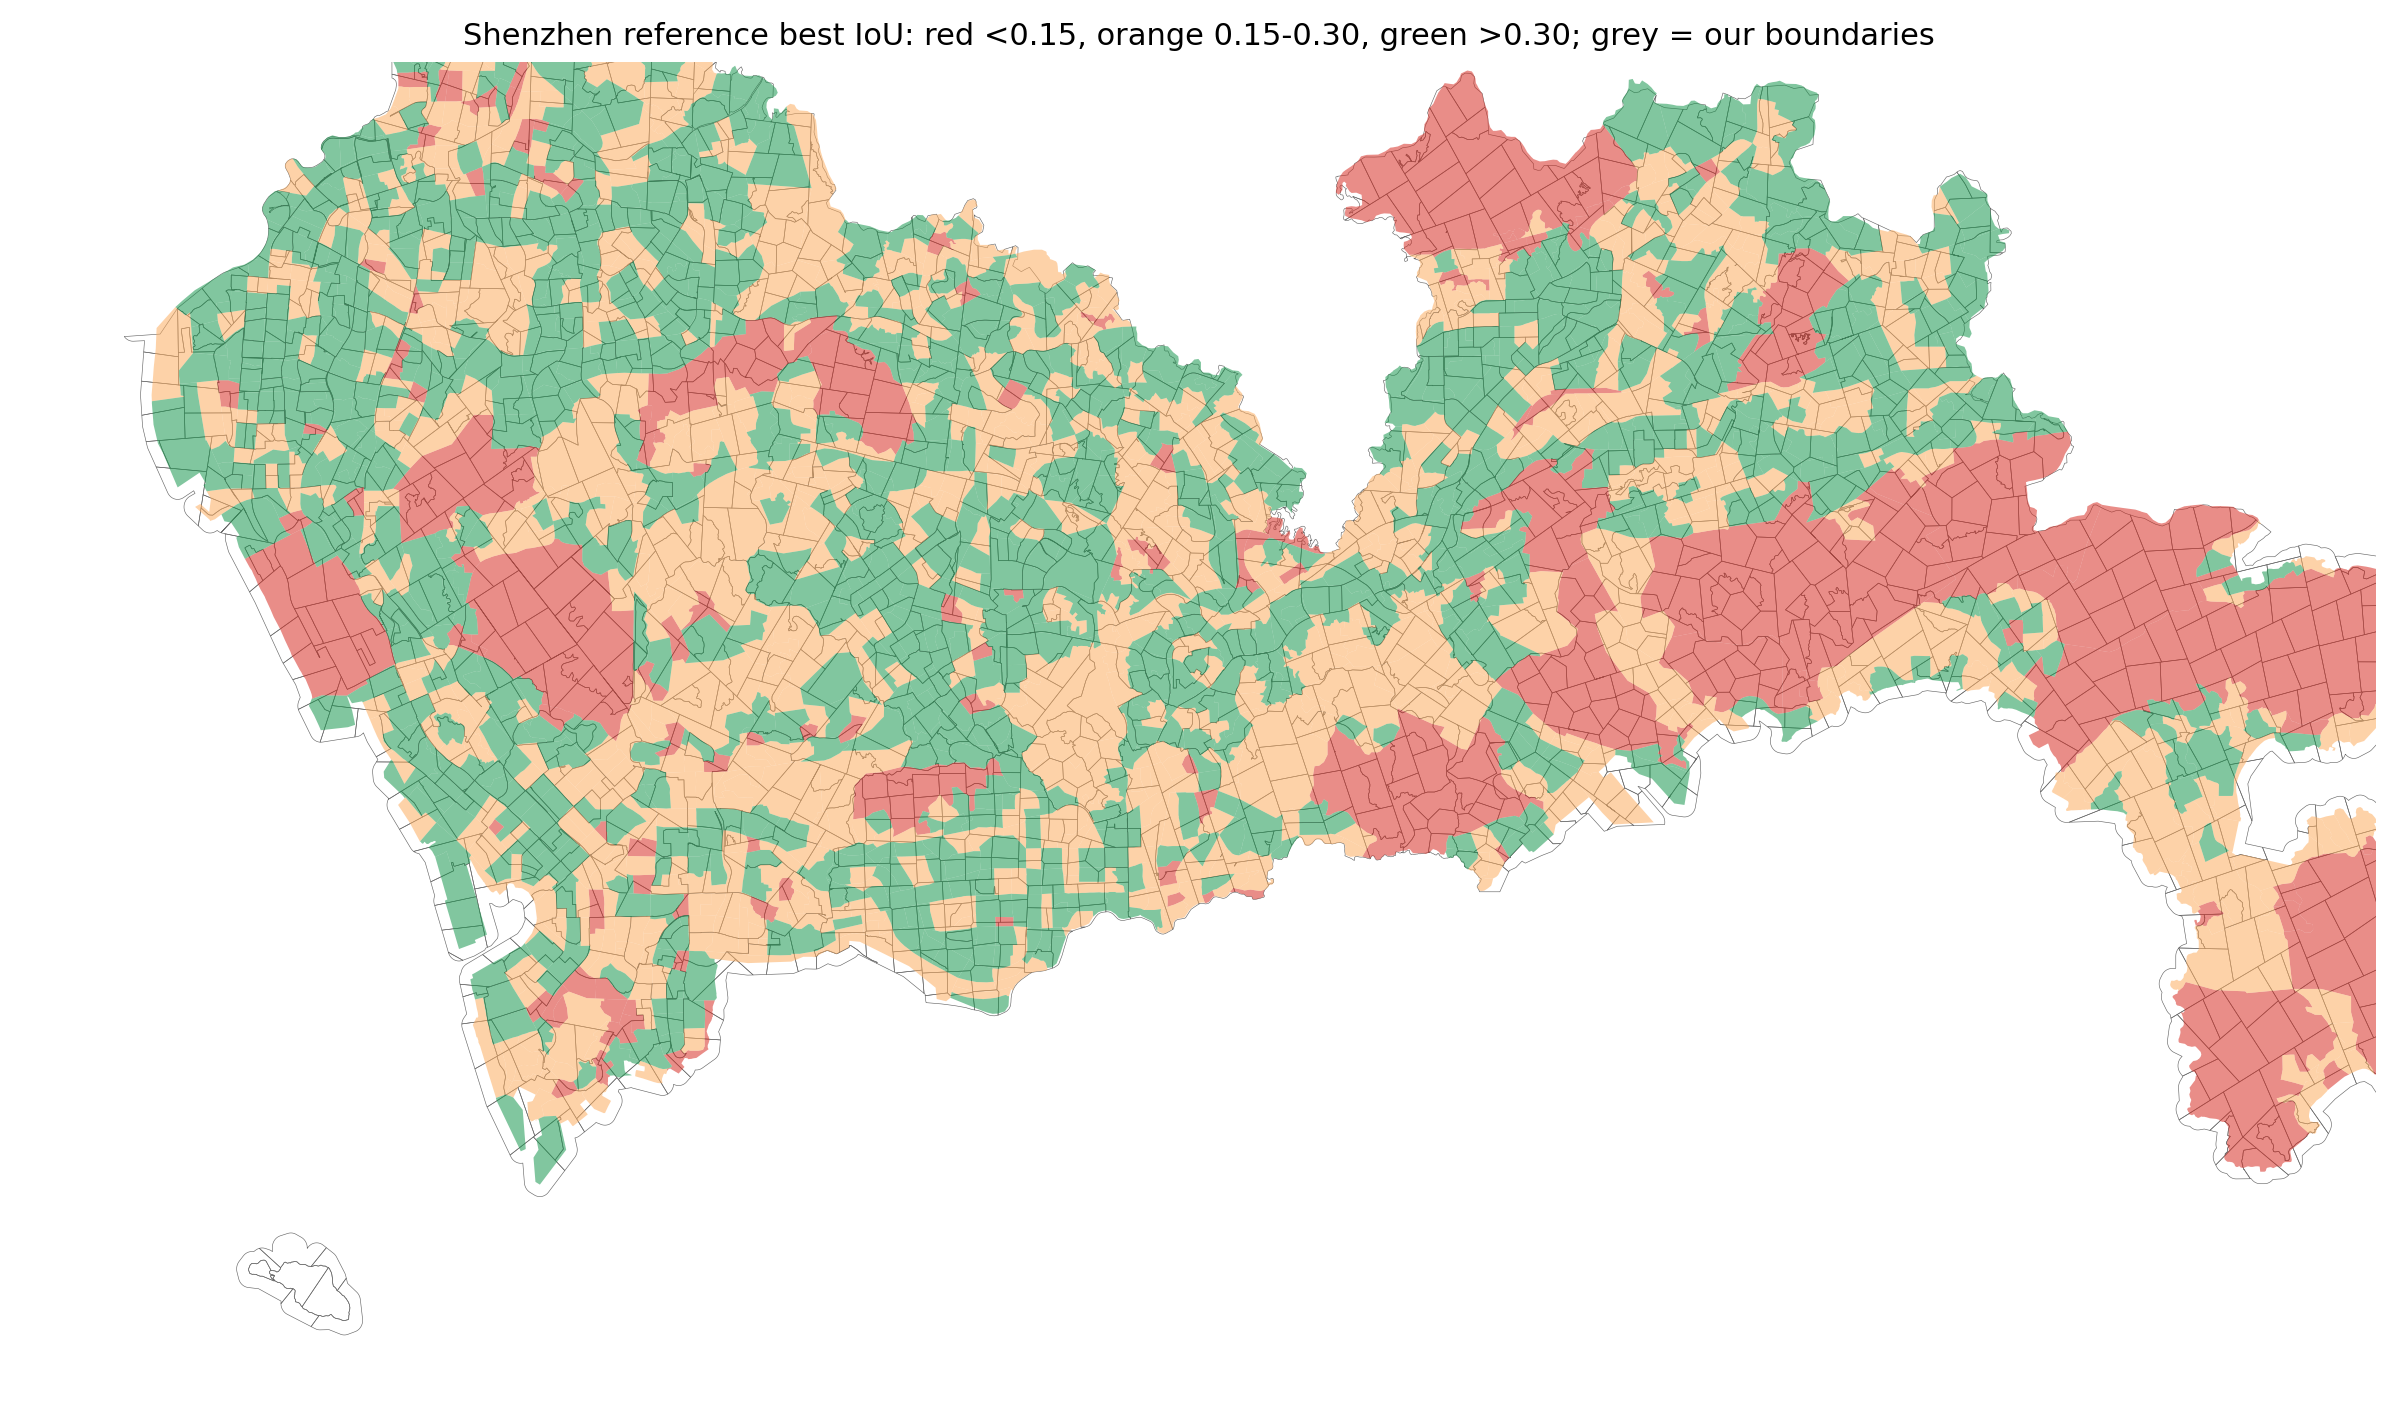 Shenzhen reference best IoU: red <0.15, orange 0.15-0.30, green >0.30; grey = our boundaries